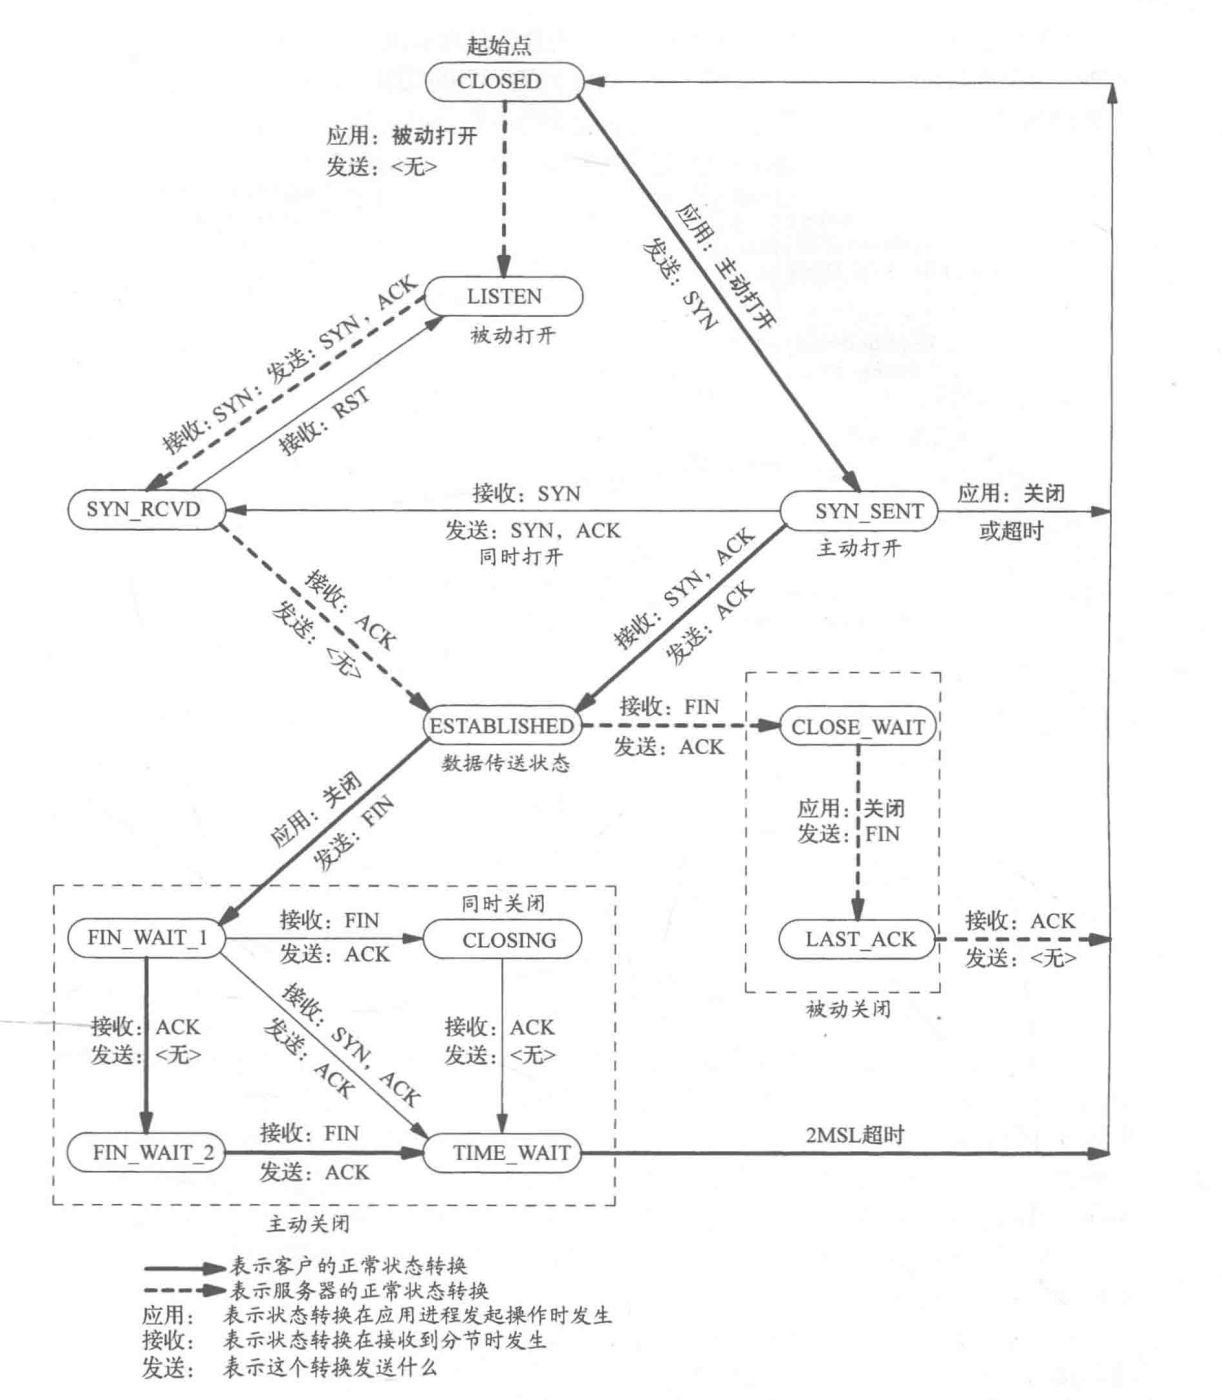 起始点
CLOSED
应用：被动打开
发送：<无>
应用：主动打开
发送：SYN
LISTEN
被动打开
接收：SYN：发送：SYN，ACK
接收：RST
SYN_RCVD
接收：SYN
发送：SYN，ACK
同时打开
SYN_SENT
主动打开
应用：关闭
或超时
接收：ACK
发送：<无>
接收：SYN，ACK
发送：ACK
ESTABLISHED
数据传送状态
接收：FIN
发送：ACK
CLOSE_WAIT
应用：关闭
发送：FIN
应用：关闭
发送：FIN
LAST_ACK
接收：ACK
发送：<无>
被动关闭
同时关闭
FIN_WAIT_1
接收：FIN
发送：ACK
CLOSING
接收：ACK
发送：<无>
接收：SYN，ACK
发送：ACK
接收：ACK
发送：<无>
FIN_WAIT_2
接收：FIN
发送：ACK
TIME_WAIT
2MSL超时
主动关闭
表示客户的正常状态转换
表示服务器的正常状态转换
应用： 表示状态转换在应用进程发起操作时发生
接收： 表示状态转换在接收到分节时发生
发送： 表示这个转换发送什么